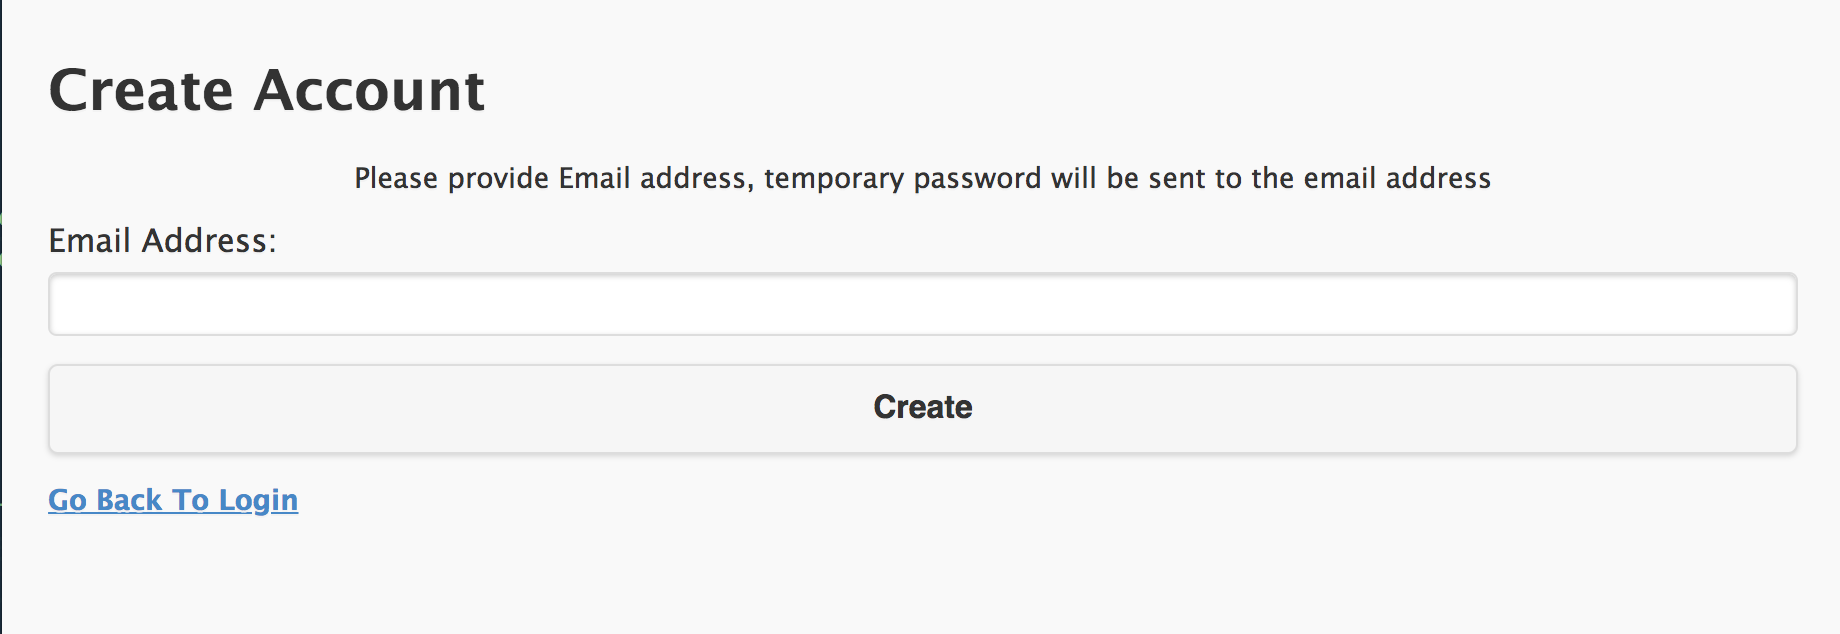 Create Account
Please provide Email address, temporary password will be sent to the email address
Email Address:
Create
Go Back To Login